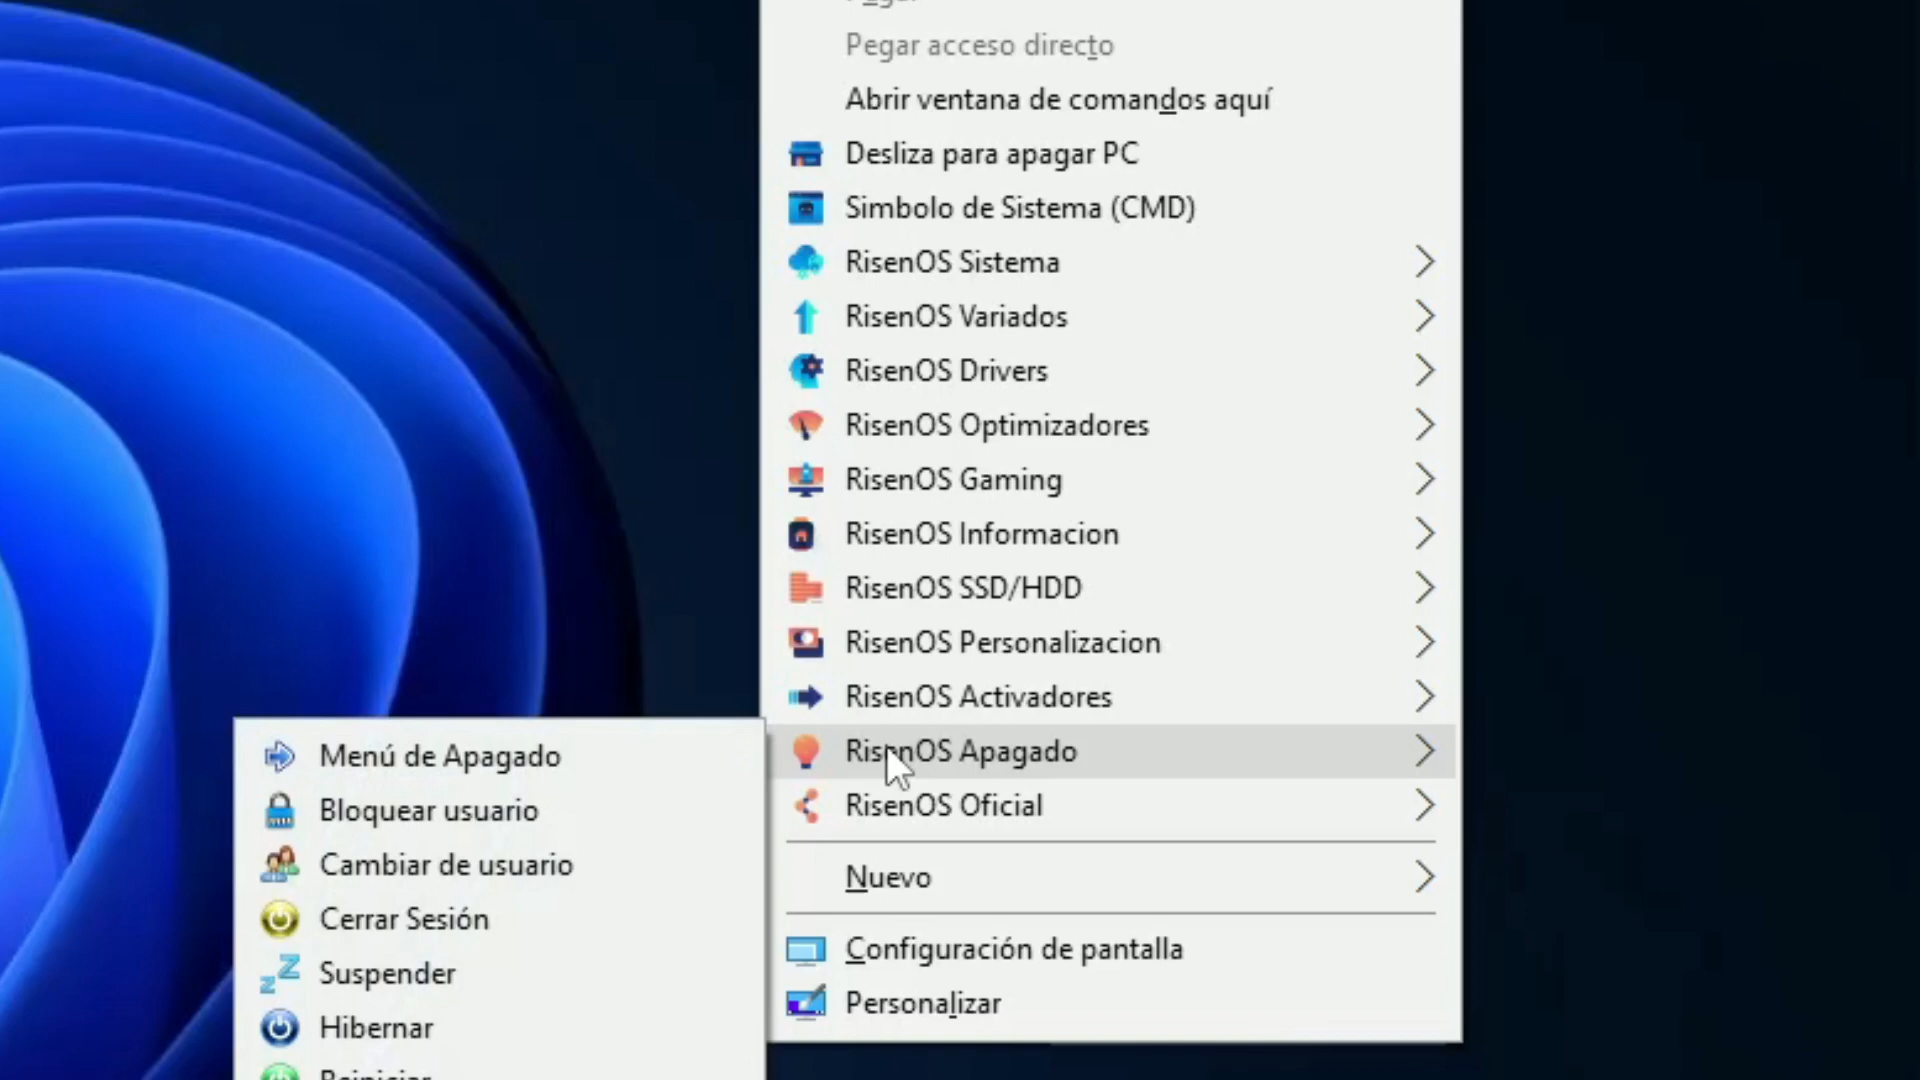 Pegar acceso directo
Abrir ventana de comandos aquí
Desliza para apagar PC
Simbolo de Sistema (CMD)
RisenOS Sistema
RisenOS Variados
RisenOS Drivers
RisenOS Optimizadores
RisenOS Gaming
RisenOS Informacion
RisenOS SSD/HDD
RisenOS Personalizacion
RisenOS Activadores
RisenOS Apagado
RisenOS Oficial
Nuevo
Configuración de pantalla
Personalizar
Menú de Apagado
Bloquear usuario
Cambiar de usuario
Cerrar Sesión
Suspender
Hibernar